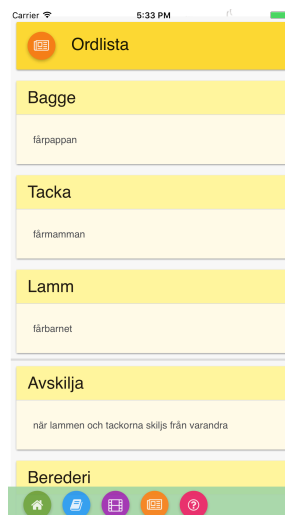 Carrier 5:33 PM
Ordlista
Bagge
fårpappan
Tacka
fårmamman
Lamm
fårbarnet
Avskilja
när lammen och tackorna skiljs från varandra
Berederi